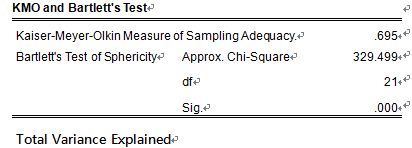 KMO and Bartlett's Test
Kaiser-Meyer-Olkin Measure of Sampling Adequacy. .695
Bartlett's Test of Sphericity Approx. Chi-Square 329.499
df 21
Sig. .000
Total Variance Explained